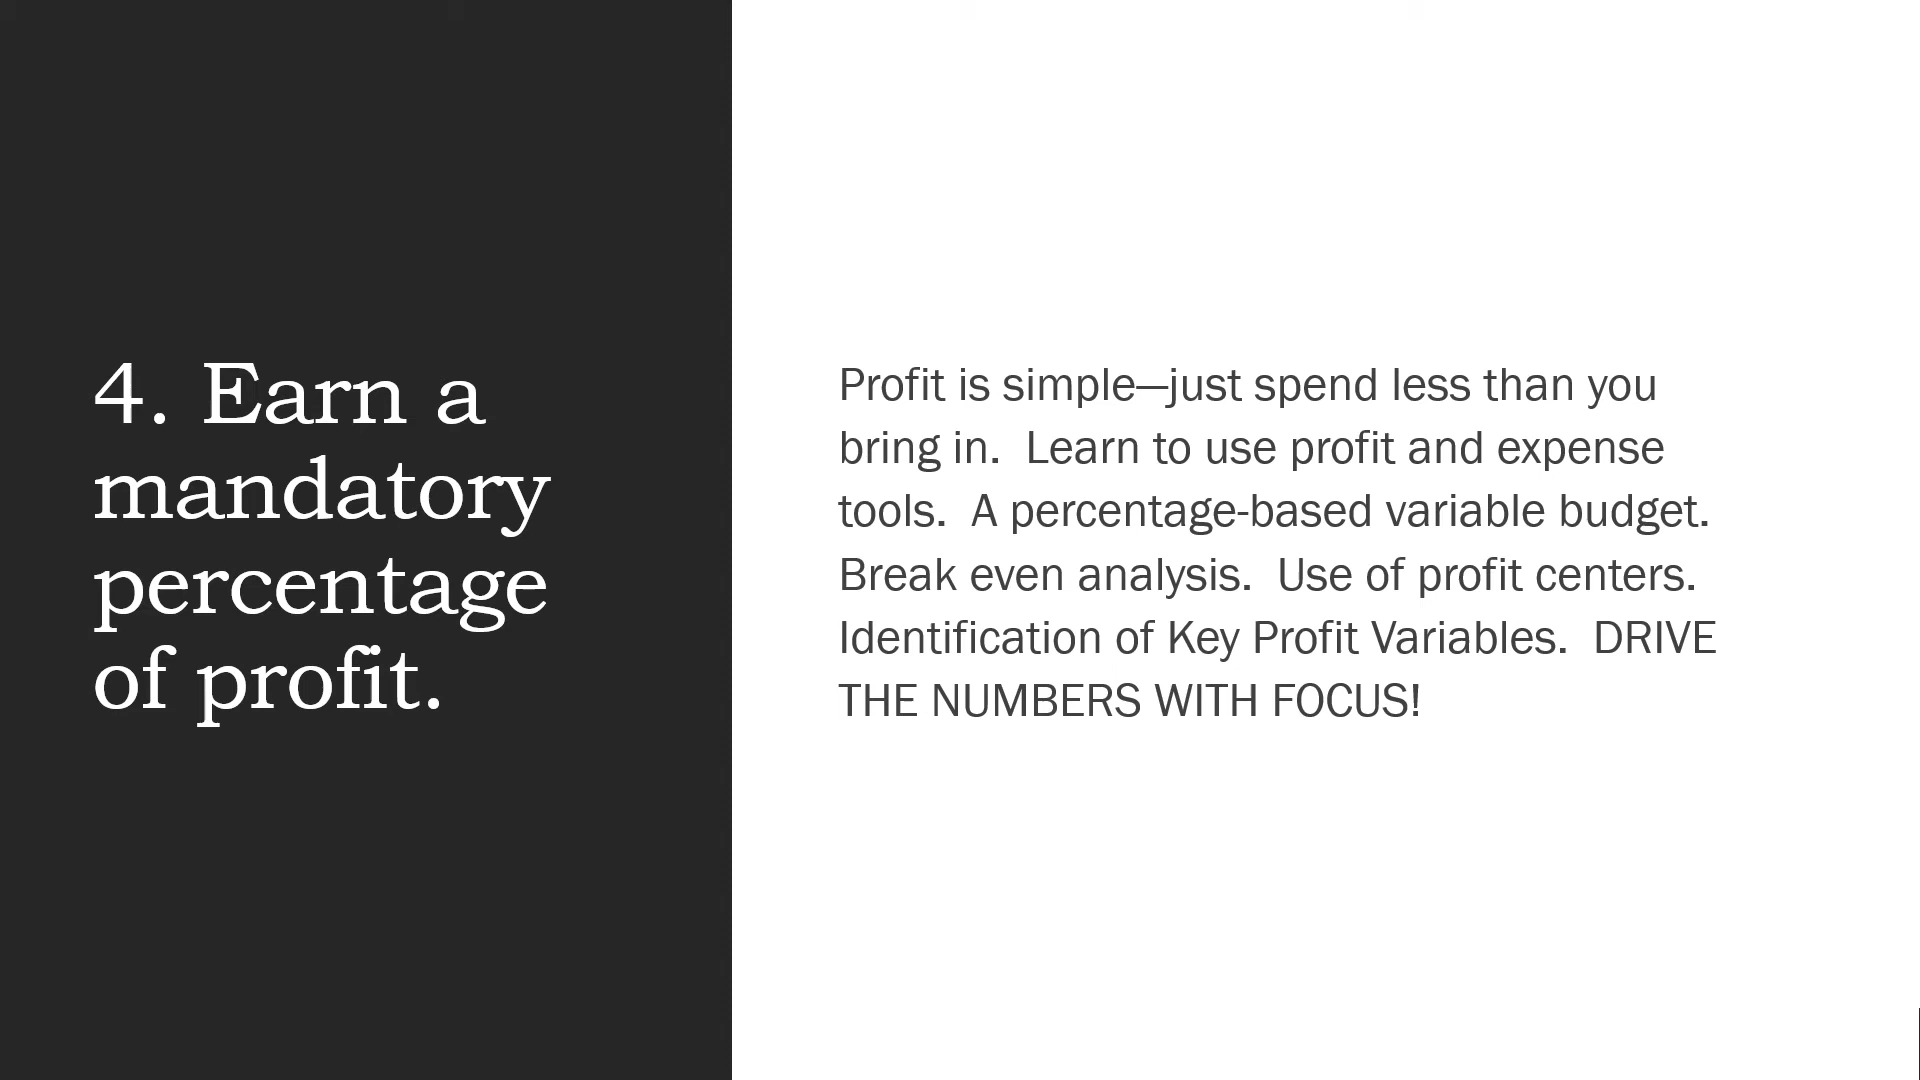 4. Earn a
mandatory
percentage
of profit.
Profit is simple—just spend less than you
bring in.  Learn to use profit and expense
tools.  A percentage-based variable budget.
Break even analysis.  Use of profit centers.
Identification of Key Profit Variables.  DRIVE
THE NUMBERS WITH FOCUS!